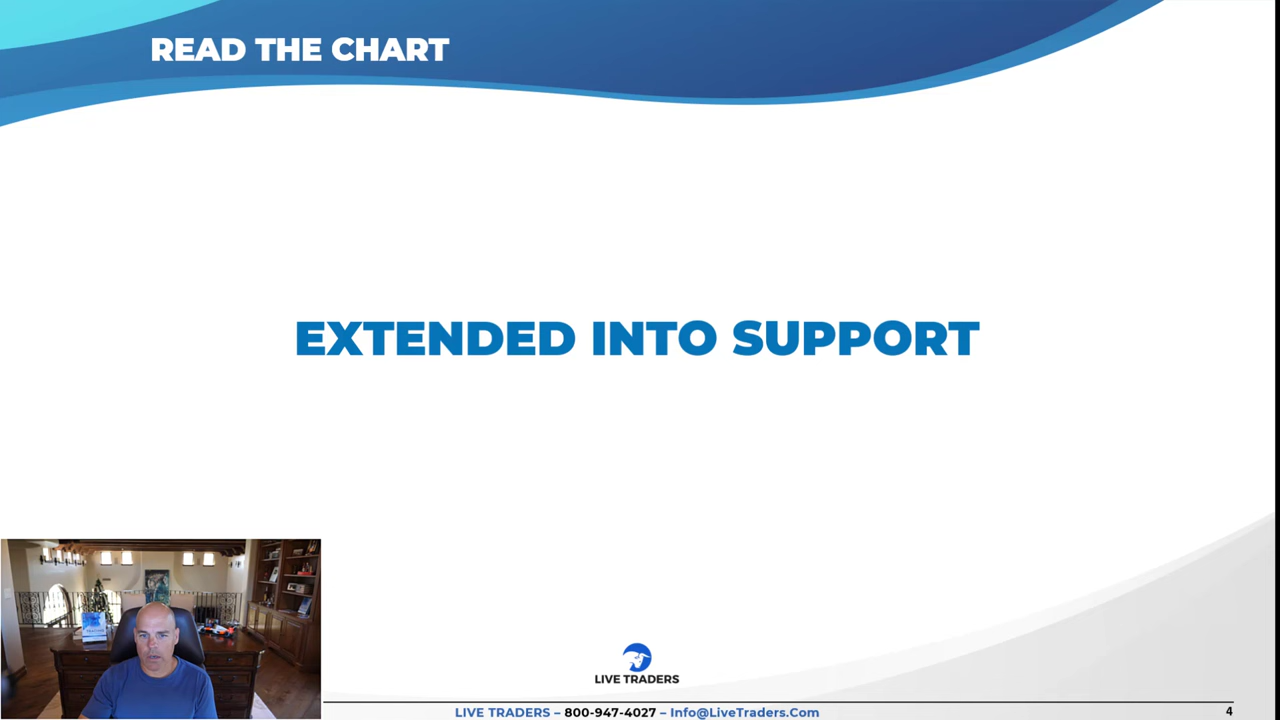 READ THE CHART
EXTENDED INTO SUPPORT
LIVE TRADERS
LIVE TRADERS – 800-947-4027 – Info@LiveTraders.Com
4